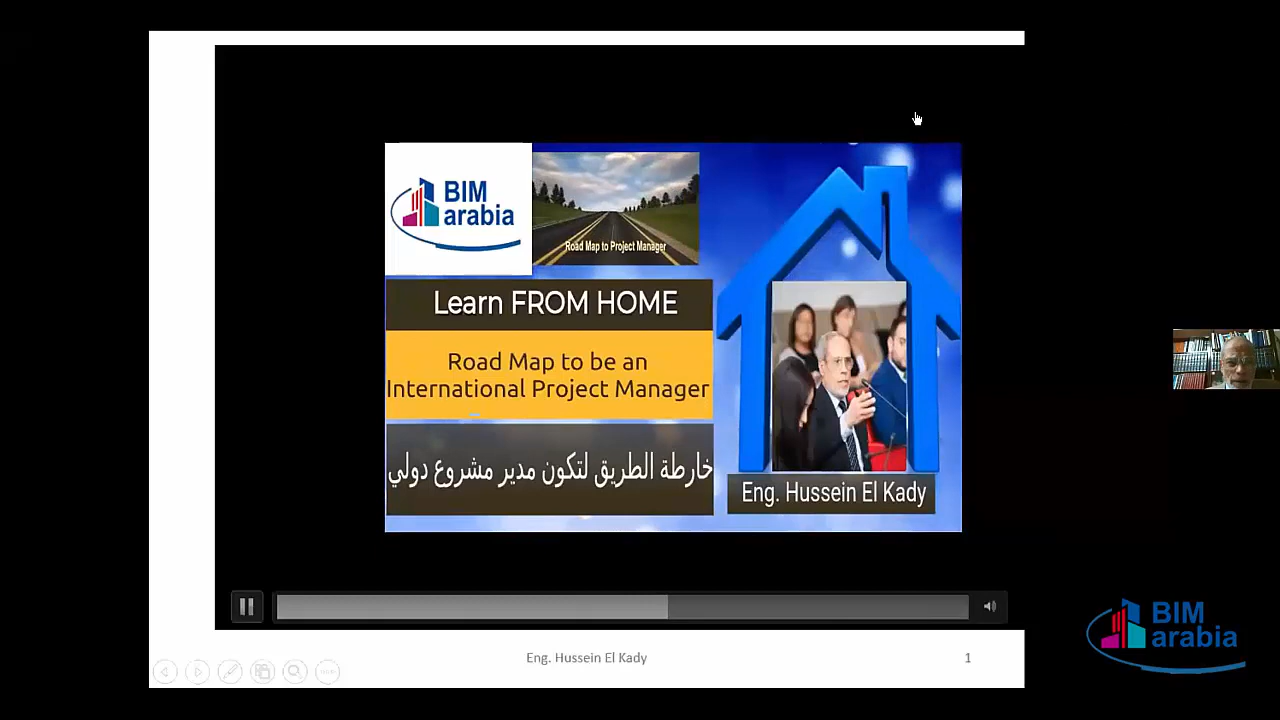 BIM
arabia
Road Map to Project Manager
Learn FROM HOME
Road Map to be an
International Project Manager
خارطة الطريق لتكون مدير مشروع دولي
Eng. Hussein El Kady
Eng. Hussein El Kady
1
BIM
arabia